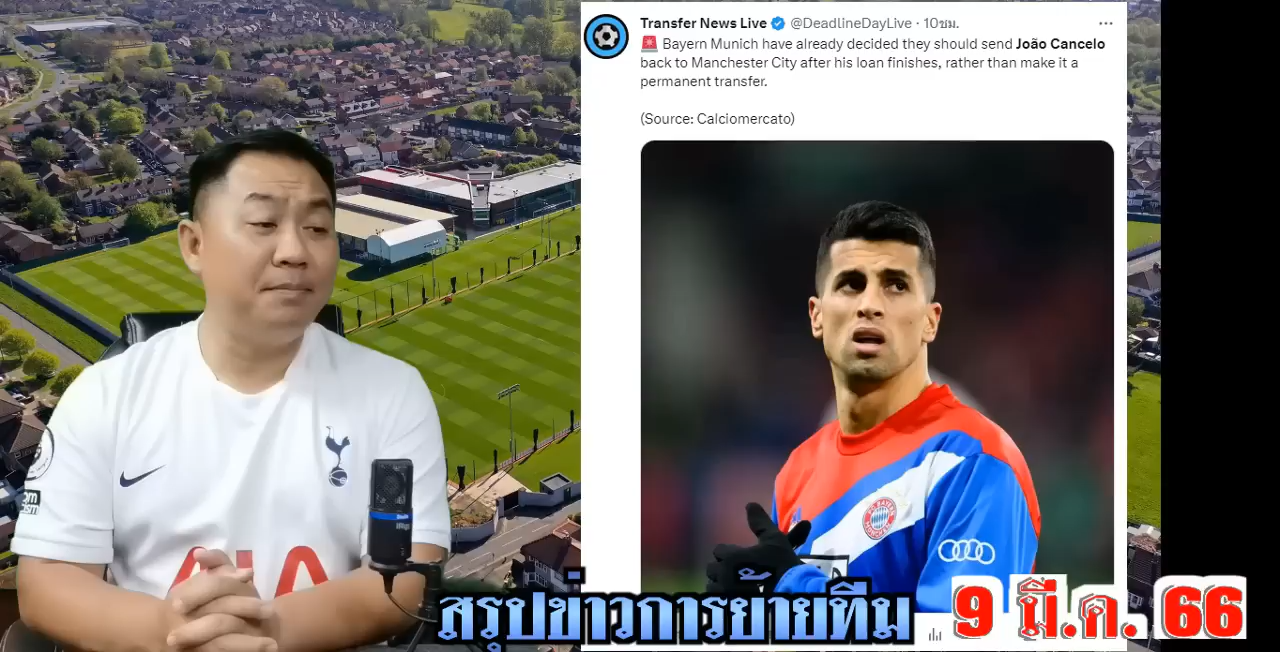 Transfer News Live @DeadlineDayLive · 10ชม.
🚨 Bayern Munich have already decided they should send João Cancelo
back to Manchester City after his loan finishes, rather than make it a
permanent transfer.
(Source: Calciomercato)
AIA
สรุปข่าวการย้ายทีม 9 มี.ค. 66